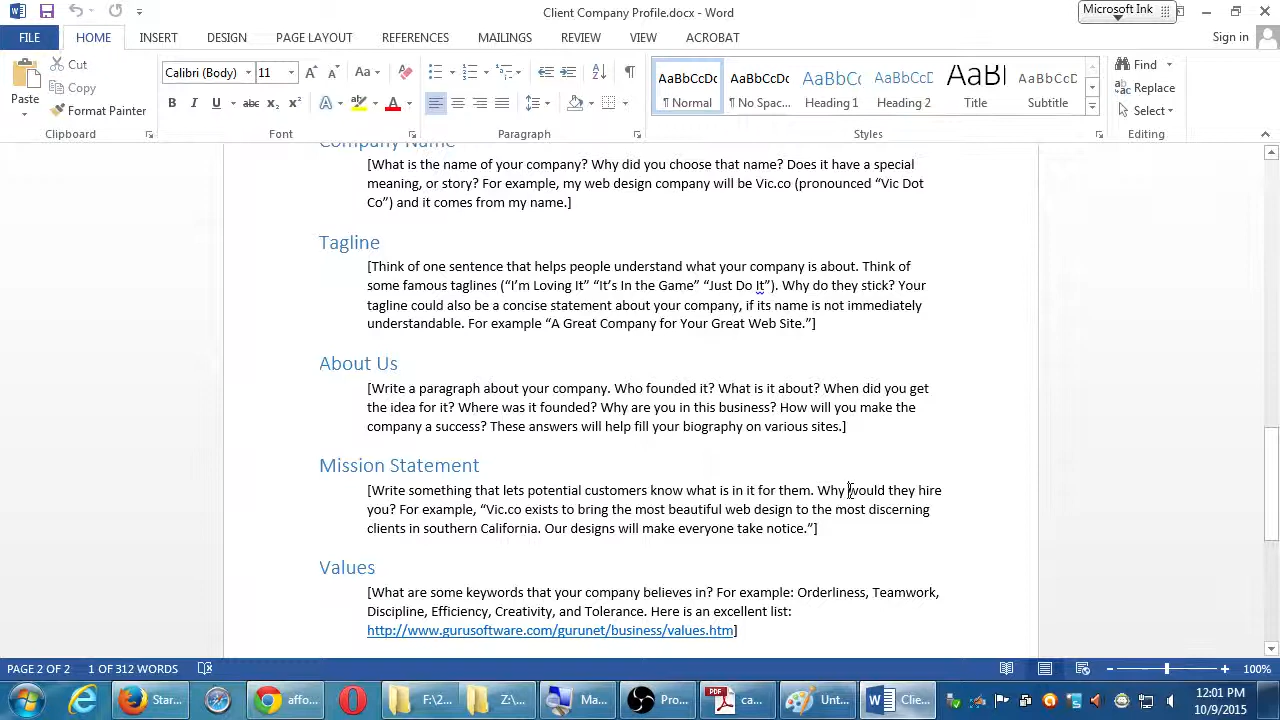 Client Company Profile.docx - Word
Microsoft Ink
FILE
HOME
INSERT
DESIGN
PAGE LAYOUT
REFERENCES
MAILINGS
REVIEW
VIEW
ACROBAT
Sign in
Paste
Cut
Copy
Format Painter
Clipboard
Calibri (Body)
11
Font
Paragraph
AaBbCcDc
¶ Normal
AaBbCcDc
¶ No Spac...
AaBbCc
Heading 1
AaBbCcD
Heading 2
AaBl
Title
AaBbCcD
Subtitle
Styles
Find
Replace
Select
Editing
Company Name
[What is the name of your company? Why did you choose that name? Does it have a special
meaning, or story? For example, my web design company will be Vic.co (pronounced “Vic Dot
Co”) and it comes from my name.]
Tagline
[Think of one sentence that helps people understand what your company is about. Think of
some famous taglines (“I’m Loving It” “It’s In the Game” “Just Do It”). Why do they stick? Your
tagline could also be a concise statement about your company, if its name is not immediately
understandable. For example “A Great Company for Your Great Web Site.”]
About Us
[Write a paragraph about your company. Who founded it? What is it about? When did you get
the idea for it? Where was it founded? Why are you in this business? How will you make the
company a success? These answers will help fill your biography on various sites.]
Mission Statement
[Write something that lets potential customers know what is in it for them. Why would they hire
you? For example, “Vic.co exists to bring the most beautiful web design to the most discerning
clients in southern California. Our designs will make everyone take notice.”]
Values
[What are some keywords that your company believes in? For example: Orderliness, Teamwork,
Discipline, Efficiency, Creativity, and Tolerance. Here is an excellent list:
http://www.gurusoftware.com/gurunet/business/values.htm]
PAGE 2 OF 2
1 OF 312 WORDS
100%
Star...
affo...
F:\2...
Z:\...
Ma...
Pro...
ca...
Unt...
Clie...
12:01 PM
10/9/2015